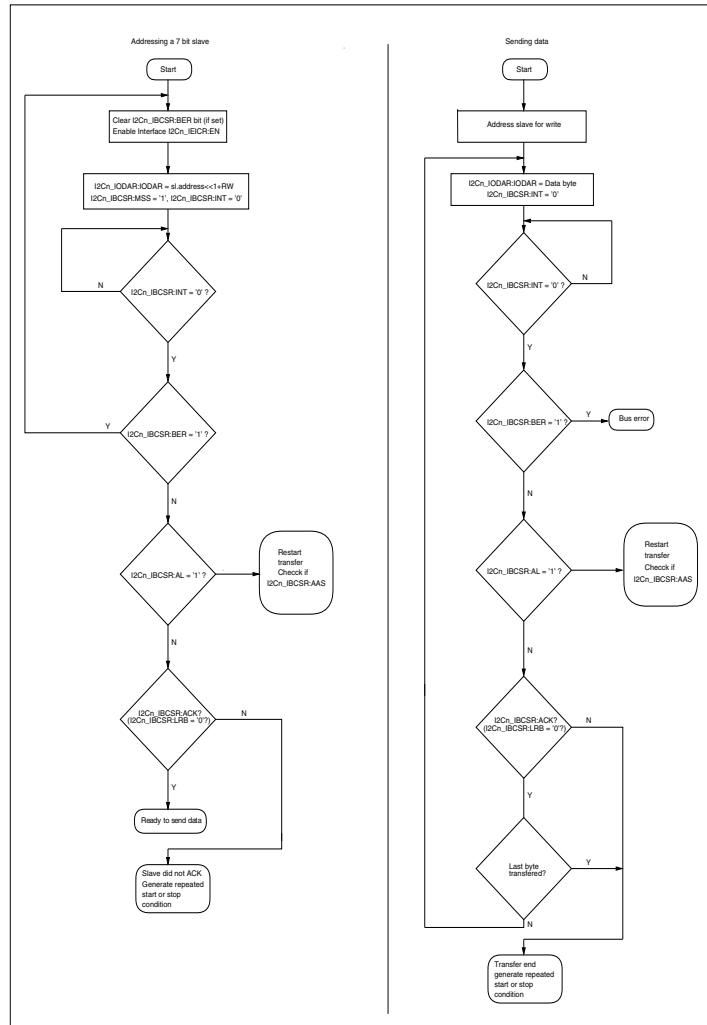 Addressing a 7 bit slave
Start
Clear I2Cn_IBCSR:BER bit (if set)
Enable Interface I2Cn_IEICR:EN
I2Cn_IODAR:IODAR = sl.address<<1+RW
I2Cn_IBCSR:MSS = '1', I2Cn_IBCSR:INT = '0'
I2Cn_IBCSR:INT = '0' ?
N
Y
I2Cn_IBCSR:BER = '1' ?
Y
N
I2Cn_IBCSR:AL = '1' ?
Restart
transfer
Checck if
I2Cn_IBCSR:AAS
N
I2Cn_IBCSR:ACK?
(I2Cn_IBCSR:LRB = '0'?)
N
Y
Ready to send data
Slave did not ACK
Generate repeated
start or stop
condition
Sending data
Start
Address slave for write
I2Cn_IODAR:IODAR = Data byte
I2Cn_IBCSR:INT = '0'
I2Cn_IBCSR:INT = '0' ?
N
Y
I2Cn_IBCSR:BER = '1' ?
Y
Bus error
N
I2Cn_IBCSR:AL = '1' ?
Restart
transfer
Checck if
I2Cn_IBCSR:AAS
N
I2Cn_IBCSR:ACK?
(I2Cn_IBCSR:LRB = '0'?)
N
Y
Last byte
transfered?
Y
N
Transfer end
generate repeated
start or stop
condition